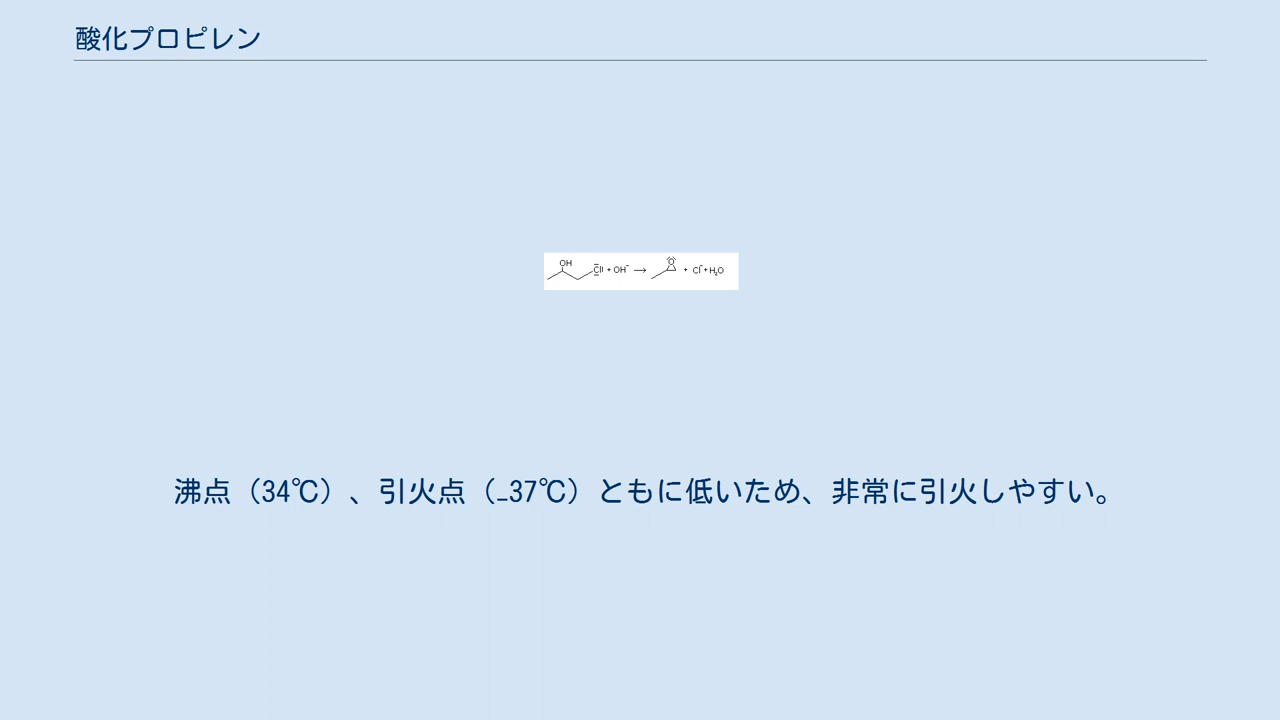 酸化プロピレン
OH
Cl + OH⁻ → O + Cl⁻ + H₂O
沸点（34℃）、引火点（–37℃）ともに低いため、非常に引火しやすい。